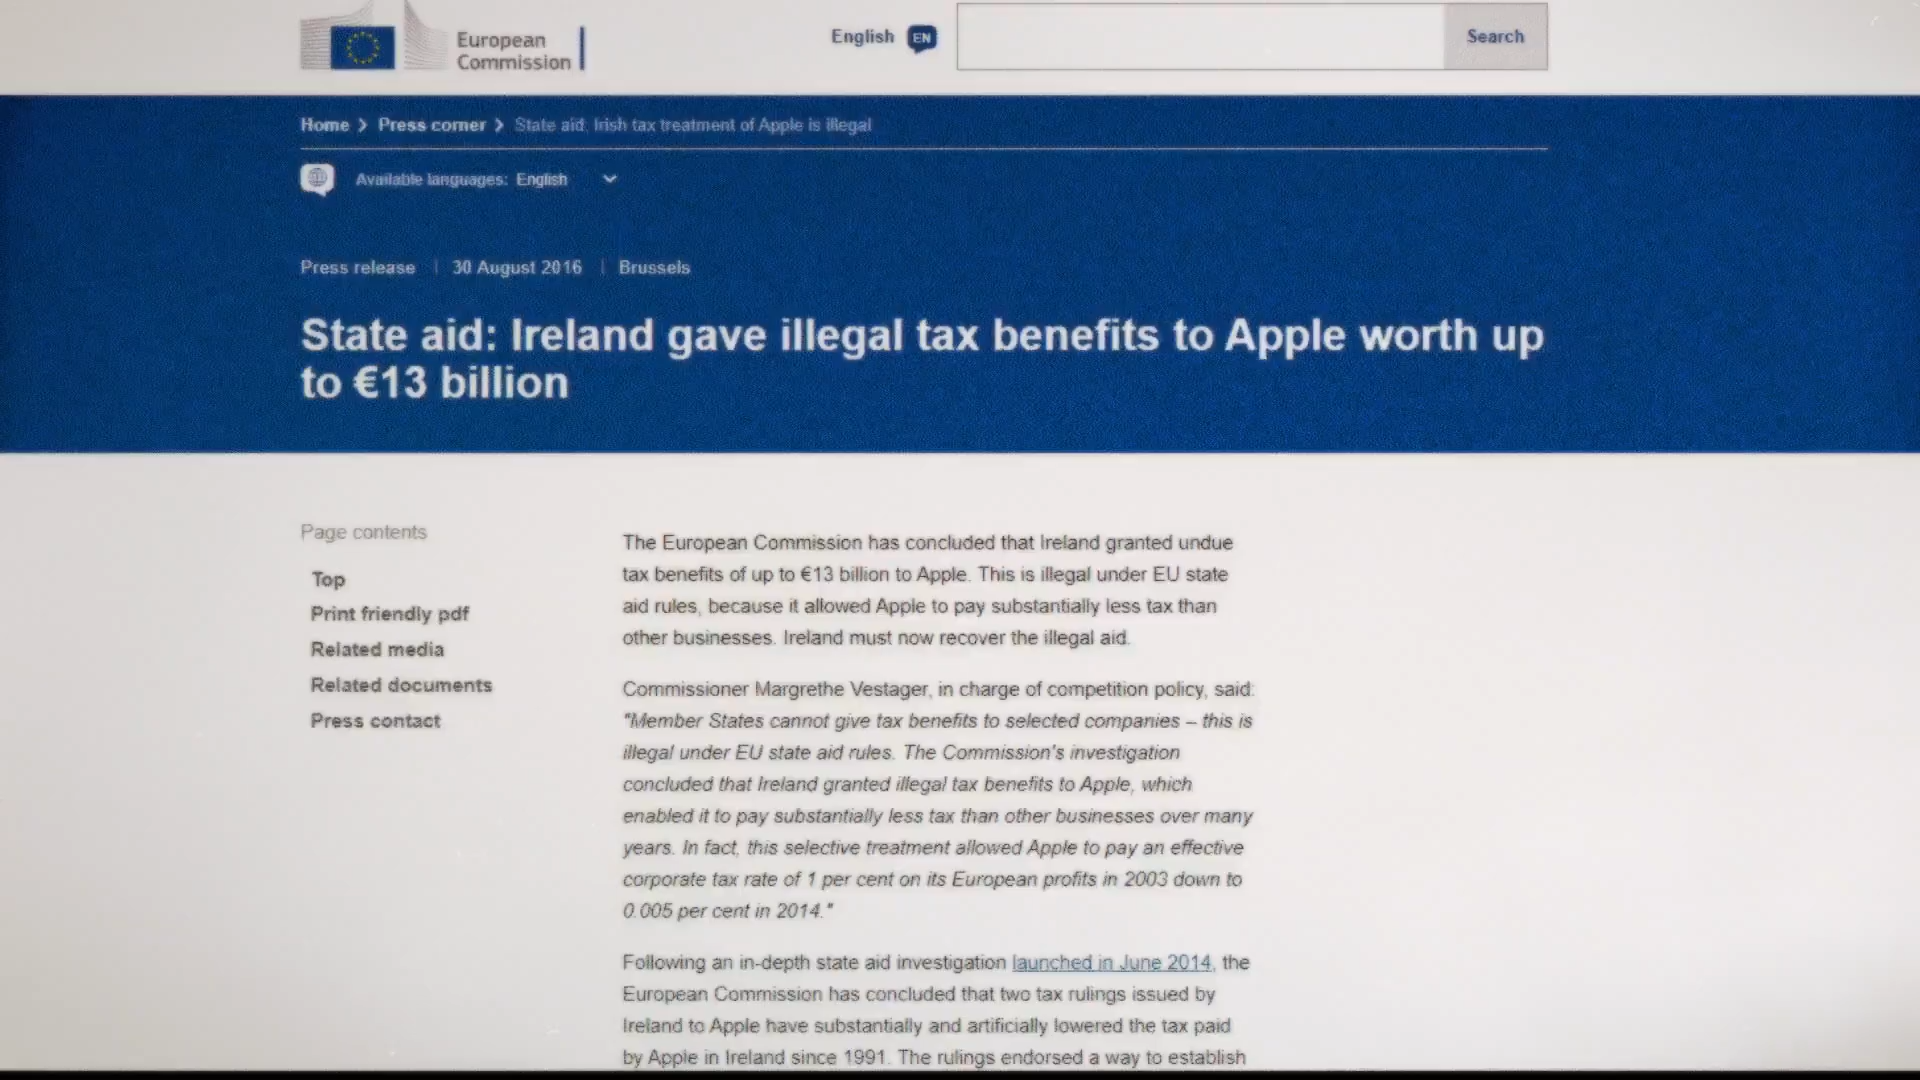 European
Commission
English EN
Search
Home > Press corner > State aid: Irish tax treatment of Apple is illegal
Available languages: English
Press release | 30 August 2016 | Brussels
State aid: Ireland gave illegal tax benefits to Apple worth up
to €13 billion
Page contents
Top
Print friendly pdf
Related media
Related documents
Press contact
The European Commission has concluded that Ireland granted undue
tax benefits of up to €13 billion to Apple. This is illegal under EU state
aid rules, because it allowed Apple to pay substantially less tax than
other businesses. Ireland must now recover the illegal aid.
Commissioner Margrethe Vestager, in charge of competition policy, said:
"Member States cannot give tax benefits to selected companies – this is
illegal under EU state aid rules. The Commission's investigation
concluded that Ireland granted illegal tax benefits to Apple, which
enabled it to pay substantially less tax than other businesses over many
years. In fact, this selective treatment allowed Apple to pay an effective
corporate tax rate of 1 per cent on its European profits in 2003 down to
0.005 per cent in 2014."
Following an in-depth state aid investigation launched in June 2014, the
European Commission has concluded that two tax rulings issued by
Ireland to Apple have substantially and artificially lowered the tax paid
by Apple in Ireland since 1991. The rulings endorsed a way to establish